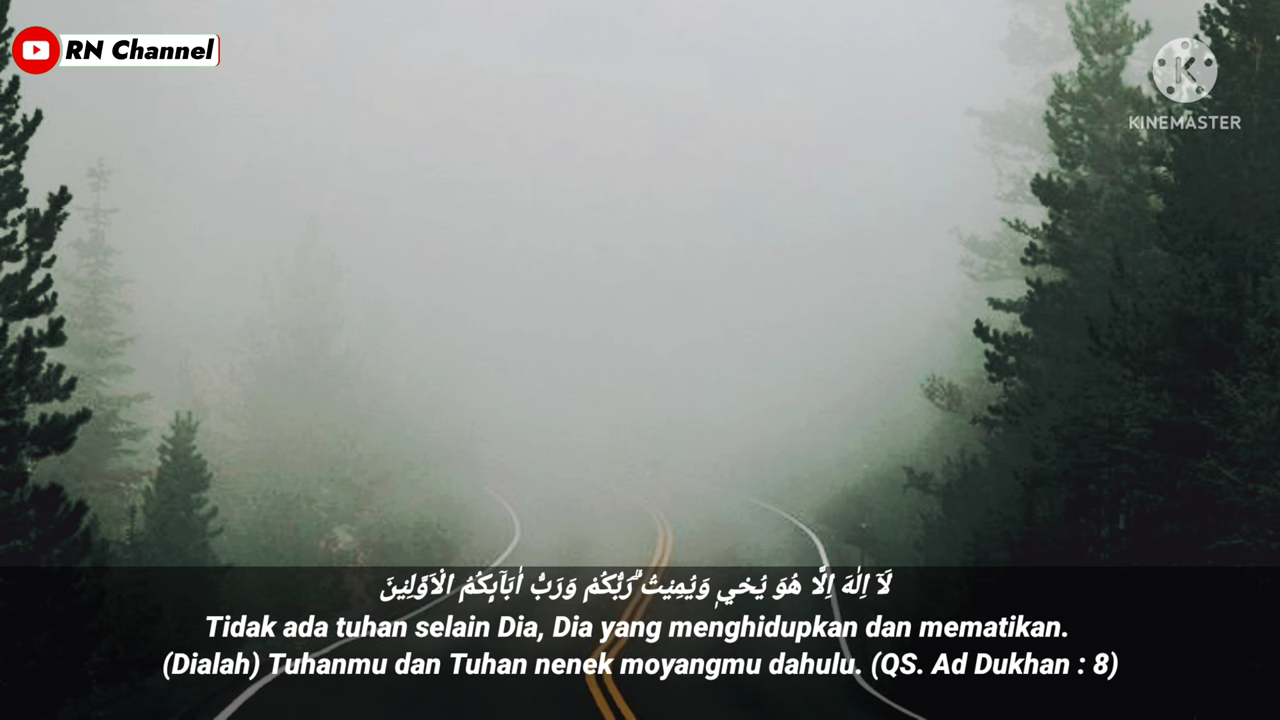 RN Channel
KINEMASTER
لَآ اِلٰهَ اِلَّا هُوَ يُحْيٖ وَيُمِيْتُ ۗرَبُّكُمْ وَرَبُّ اٰبَاۤىِٕكُمُ الْاَوَّلِيْنَ
Tidak ada tuhan selain Dia, Dia yang menghidupkan dan mematikan.
(Dialah) Tuhanmu dan Tuhan nenek moyangmu dahulu. (QS. Ad Dukhan : 8)